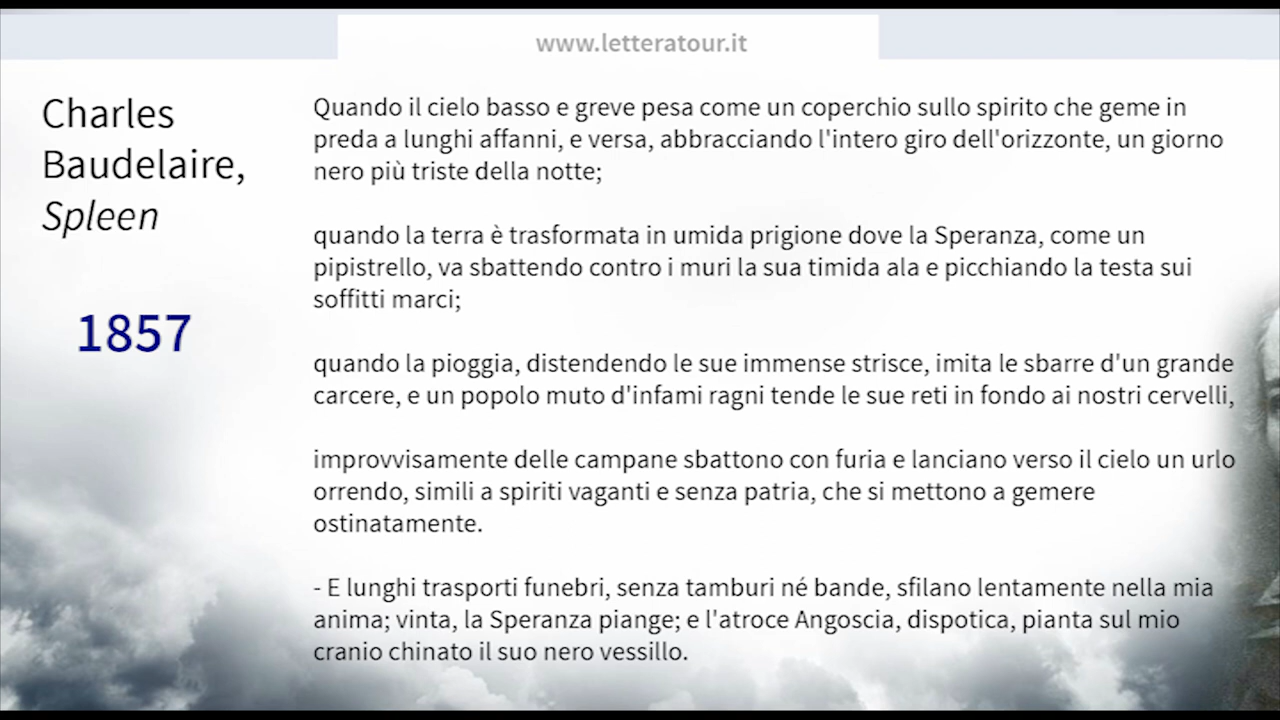 www.letteratour.it
Charles
Baudelaire,
Spleen
1857
Quando il cielo basso e greve pesa come un coperchio sullo spirito che geme in
preda a lunghi affanni, e versa, abbracciando l'intero giro dell'orizzonte, un giorno
nero più triste della notte;
quando la terra è trasformata in umida prigione dove la Speranza, come un
pipistrello, va sbattendo contro i muri la sua timida ala e picchiando la testa sui
soffitti marci;
quando la pioggia, distendendo le sue immense strisce, imita le sbarre d'un grande
carcere, e un popolo muto d'infami ragni tende le sue reti in fondo ai nostri cervelli,
improvvisamente delle campane sbattono con furia e lanciano verso il cielo un urlo
orrendo, simili a spiriti vaganti e senza patria, che si mettono a gemere
ostinatamente.
- E lunghi trasporti funebri, senza tamburi né bande, sfilano lentamente nella mia
anima; vinta, la Speranza piange; e l'atroce Angoscia, dispotica, pianta sul mio
cranio chinato il suo nero vessillo.